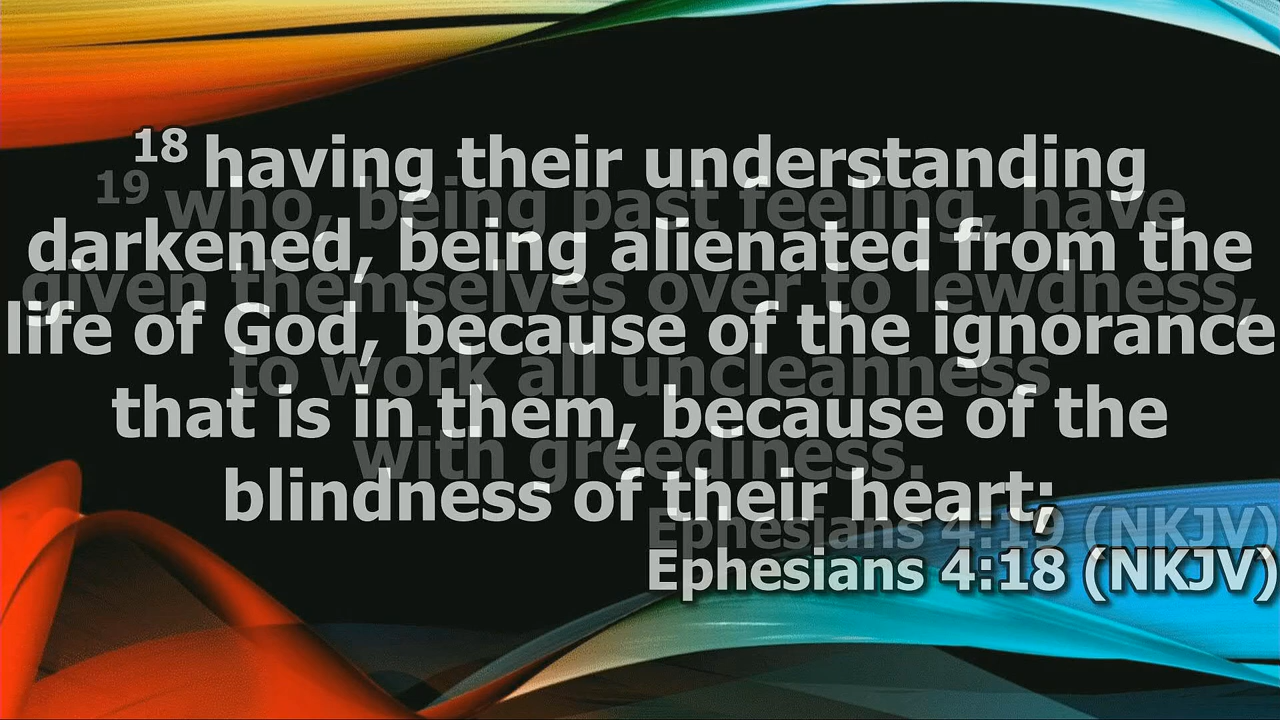 18 having their understanding
darkened, being alienated from the
life of God, because of the ignorance
that is in them, because of the
blindness of their heart;
Ephesians 4:18 (NKJV)
19 who, being past feeling, have
given themselves over to lewdness,
to work all uncleanness
with greediness.
Ephesians 4:19 (NKJV)